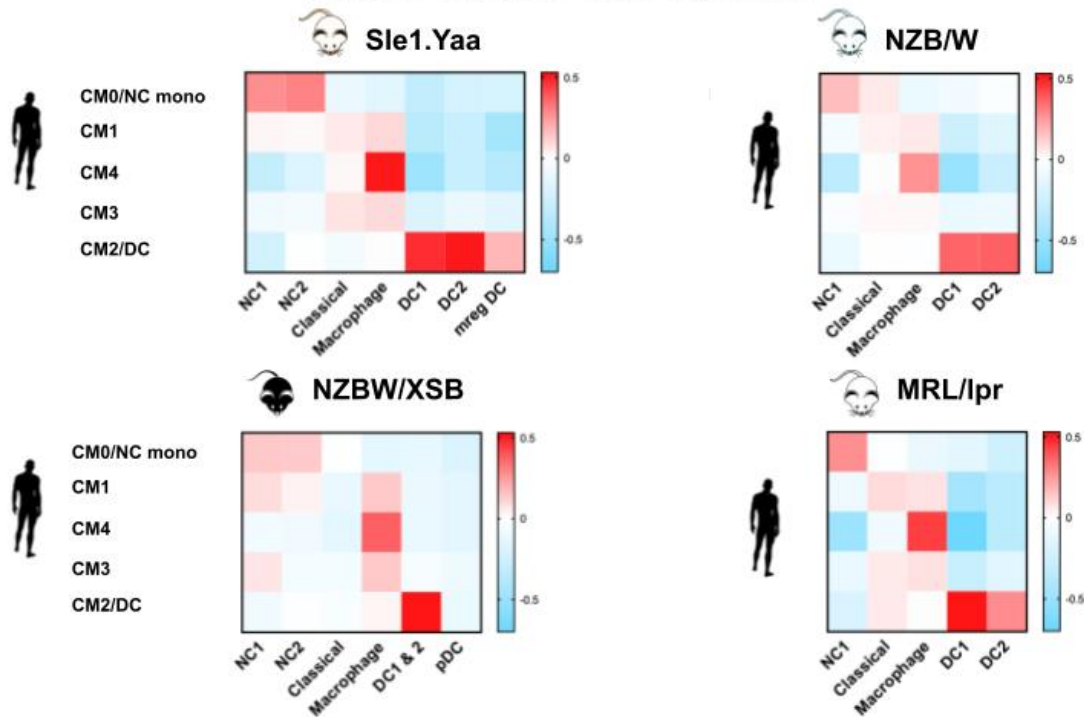 Sle1.Yaa
NZB/W
CM0/NC mono
CM1
CM4
CM3
CM2/DC
0.5
0
-0.5
NC1
NC2
Classical
Macrophage
DC1
DC2
mreg DC
0.5
0
-0.5
NC1
Classical
Macrophage
DC1
DC2
NZBW/XSB
MRL/lpr
CM0/NC mono
CM1
CM4
CM3
CM2/DC
0.5
0
-0.5
NC1
NC2
Classical
Macrophage
DC1 & 2
pDC
0.5
0
-0.5
NC1
Classical
Macrophage
DC1
DC2